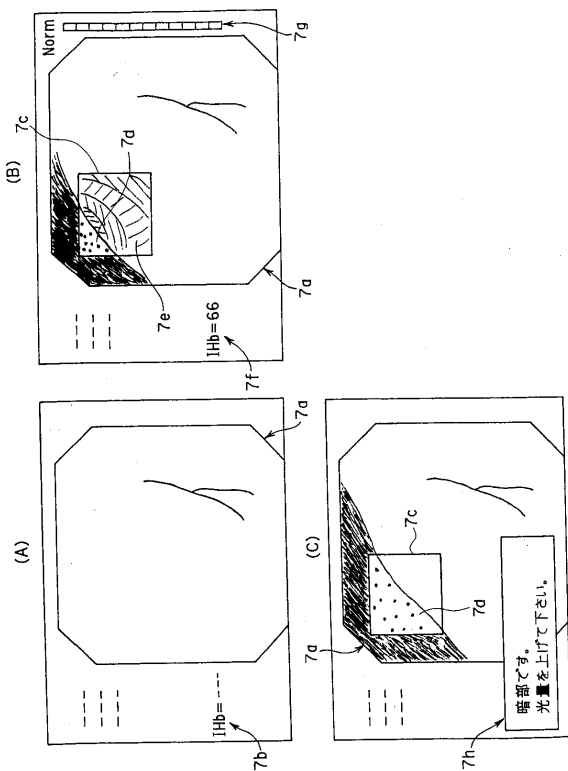 (A)
7a
IHb=----
7b
(B)
Norm
7g
7c
7d
7e
7a
IHb=66
7f
(C)
7c
7d
7a
暗部です。
光量を上げて下さい。
7h